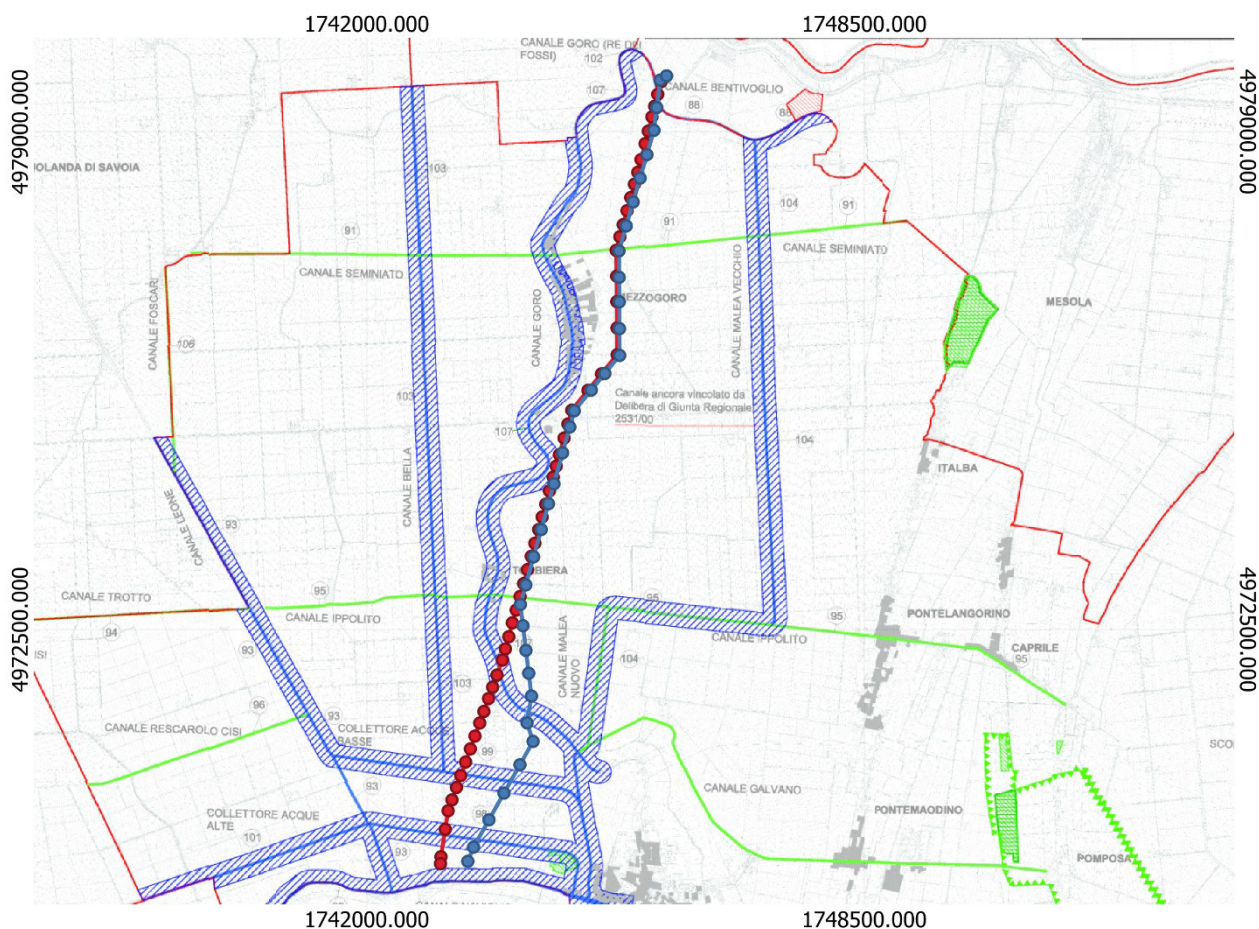 1742000.000
1748500.000
4979000.000
4979000.000
CANALE GORO (RE DEI
FOSSI)
102
107
CANALE BENTIVOGLIO
88
88
JOLANDA DI SAVOIA
103
104
91
91
91
CANALE SEMINIATO
CANALE SEMINIATO
CANALE FOSCARI
CANALE GORO
MEZZOGORO
CANALE MALEA VECCHIO
MESOLA
106
103
Canale ancora vincolato da
Delibera di Giunta Regionale
2531/00
107
104
ITALBA
CANALE BELLA
CANALE LEONE
93
4972500.000
4972500.000
CANALE TROTTO
95
95
95
CANALE IPPOLITO
CANALE IPPOLITO
PONTELANGORINO
94
93
CAPRILE
95
CANALE MALEA
NUOVO
104
103
96
93
CANALE RESCAROLO CISI
COLLETTORE ACQUE
BASSE
99
93
CANALE GALVANO
COLLETTORE ACQUE
ALTE
101
98
93
PONTEMAODINO
POMPOSA
1742000.000
1748500.000